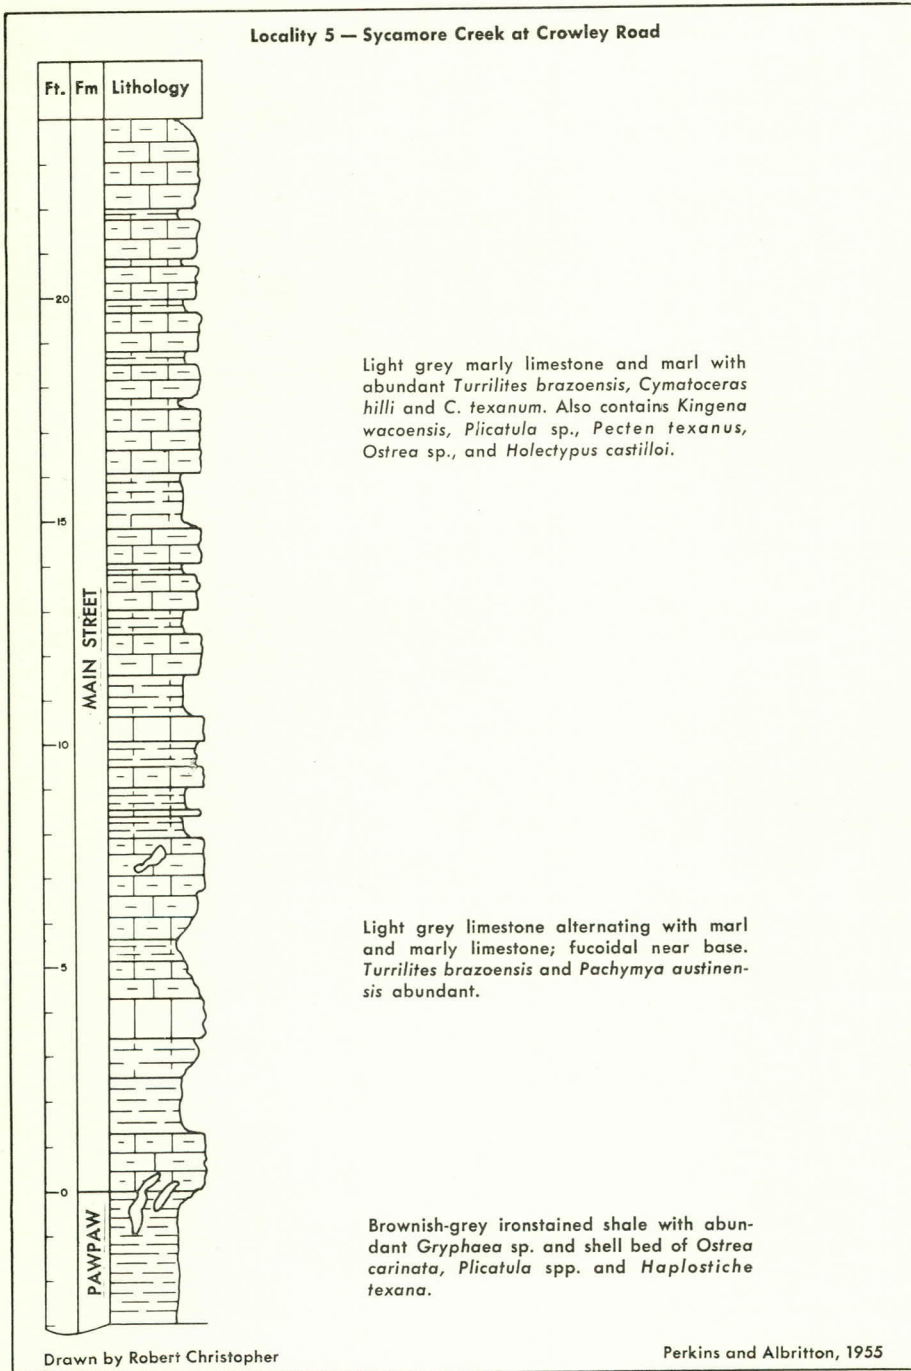 Locality 5 — Sycamore Creek at Crowley Road
Ft. Fm Lithology
20
Light grey marly limestone and marl with
abundant Turrilites brazoensis, Cymatoceras
hilli and C. texanum. Also contains Kingena
wacoensis, Plicatula sp., Pecten texanus,
Ostrea sp., and Holectypus castilloi.
15
MAIN STREET
10
Light grey limestone alternating with marl
and marly limestone; fucoidal near base.
Turrilites brazoensis and Pachymya austinen-
sis abundant.
5
0
PAWPAW
Brownish-grey ironstained shale with abun-
dant Gryphaea sp. and shell bed of Ostrea
carinata, Plicatula spp. and Haplostiche
texana.
Drawn by Robert Christopher
Perkins and Albritton, 1955